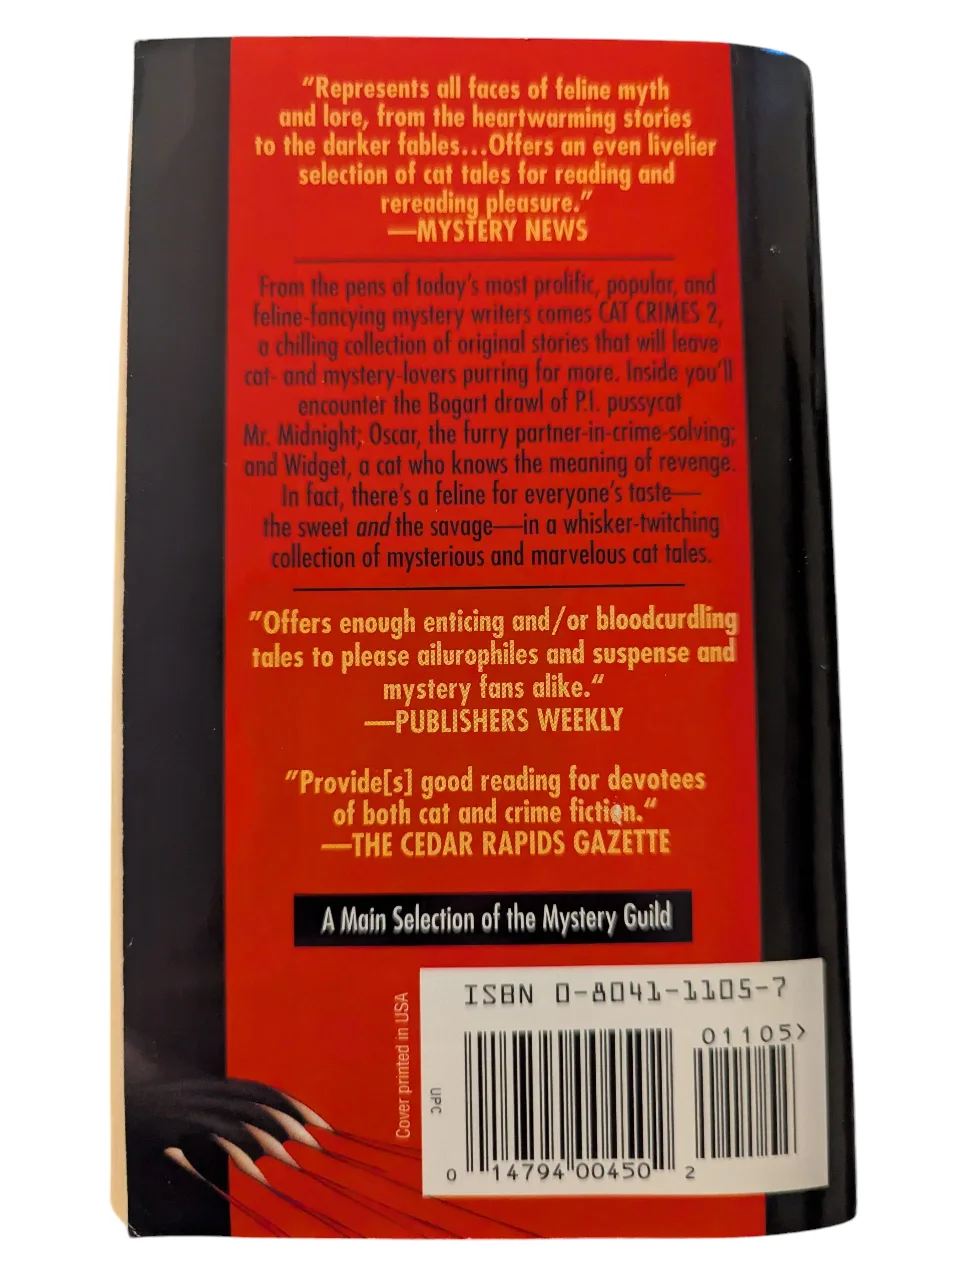 "Represents all faces of feline myth
and lore, from the heartwarming stories
to the darker fables...Offers an even livelier
selection of cat tales for reading and
rereading pleasure."
—MYSTERY NEWS
From the pens of today's most prolific, popular, and
feline-fancying mystery writers comes CAT CRIMES 2,
a chilling collection of original stories that will leave
cat- and mystery-lovers purring for more. Inside you'll
encounter the Bogart drawl of P.I. pussycat
Mr. Midnight; Oscar, the furry partner-in-crime-solving;
and Widget, a cat who knows the meaning of revenge.
In fact, there's a feline for everyone's taste—
the sweet and the savage—in a whisker-twitching
collection of mysterious and marvelous cat tales.
"Offers enough enticing and/or bloodcurdling
tales to please ailurophiles and suspense and
mystery fans alike."
—PUBLISHERS WEEKLY
"Provide[s] good reading for devotees
of both cat and crime fiction."
—THE CEDAR RAPIDS GAZETTE
A Main Selection of the Mystery Guild
Cover printed in USA
UPC
ISBN 0-8041-1105-7
01105>
0 14794 00450 2